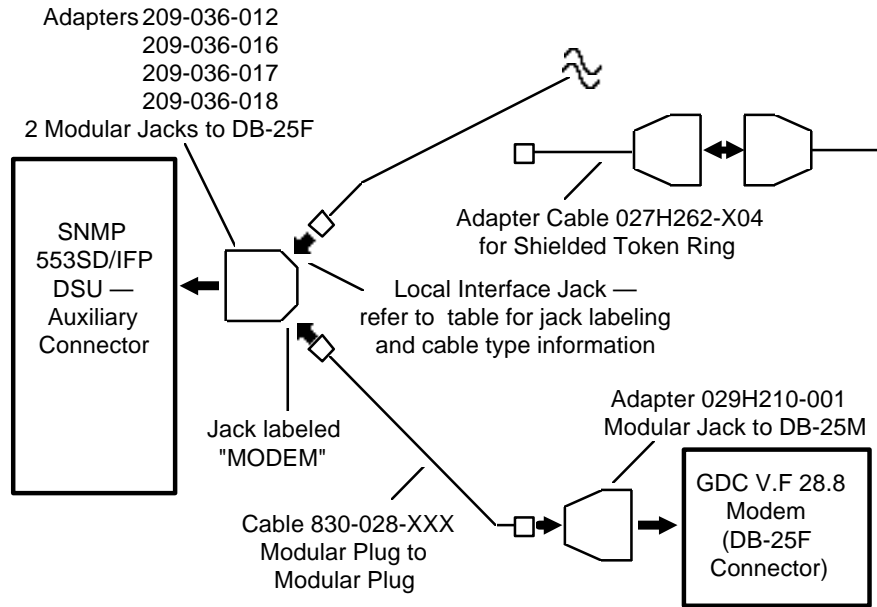 Adapters 209-036-012
209-036-016
209-036-017
209-036-018
2 Modular Jacks to DB-25F
SNMP
553SD/IFP
DSU —
Auxiliary
Connector
Adapter Cable 027H262-X04
for Shielded Token Ring
Local Interface Jack —
refer to table for jack labeling
and cable type information
Jack labeled
"MODEM"
Adapter 029H210-001
Modular Jack to DB-25M
Cable 830-028-XXX
Modular Plug to
Modular Plug
GDC V.F 28.8
Modem
(DB-25F
Connector)